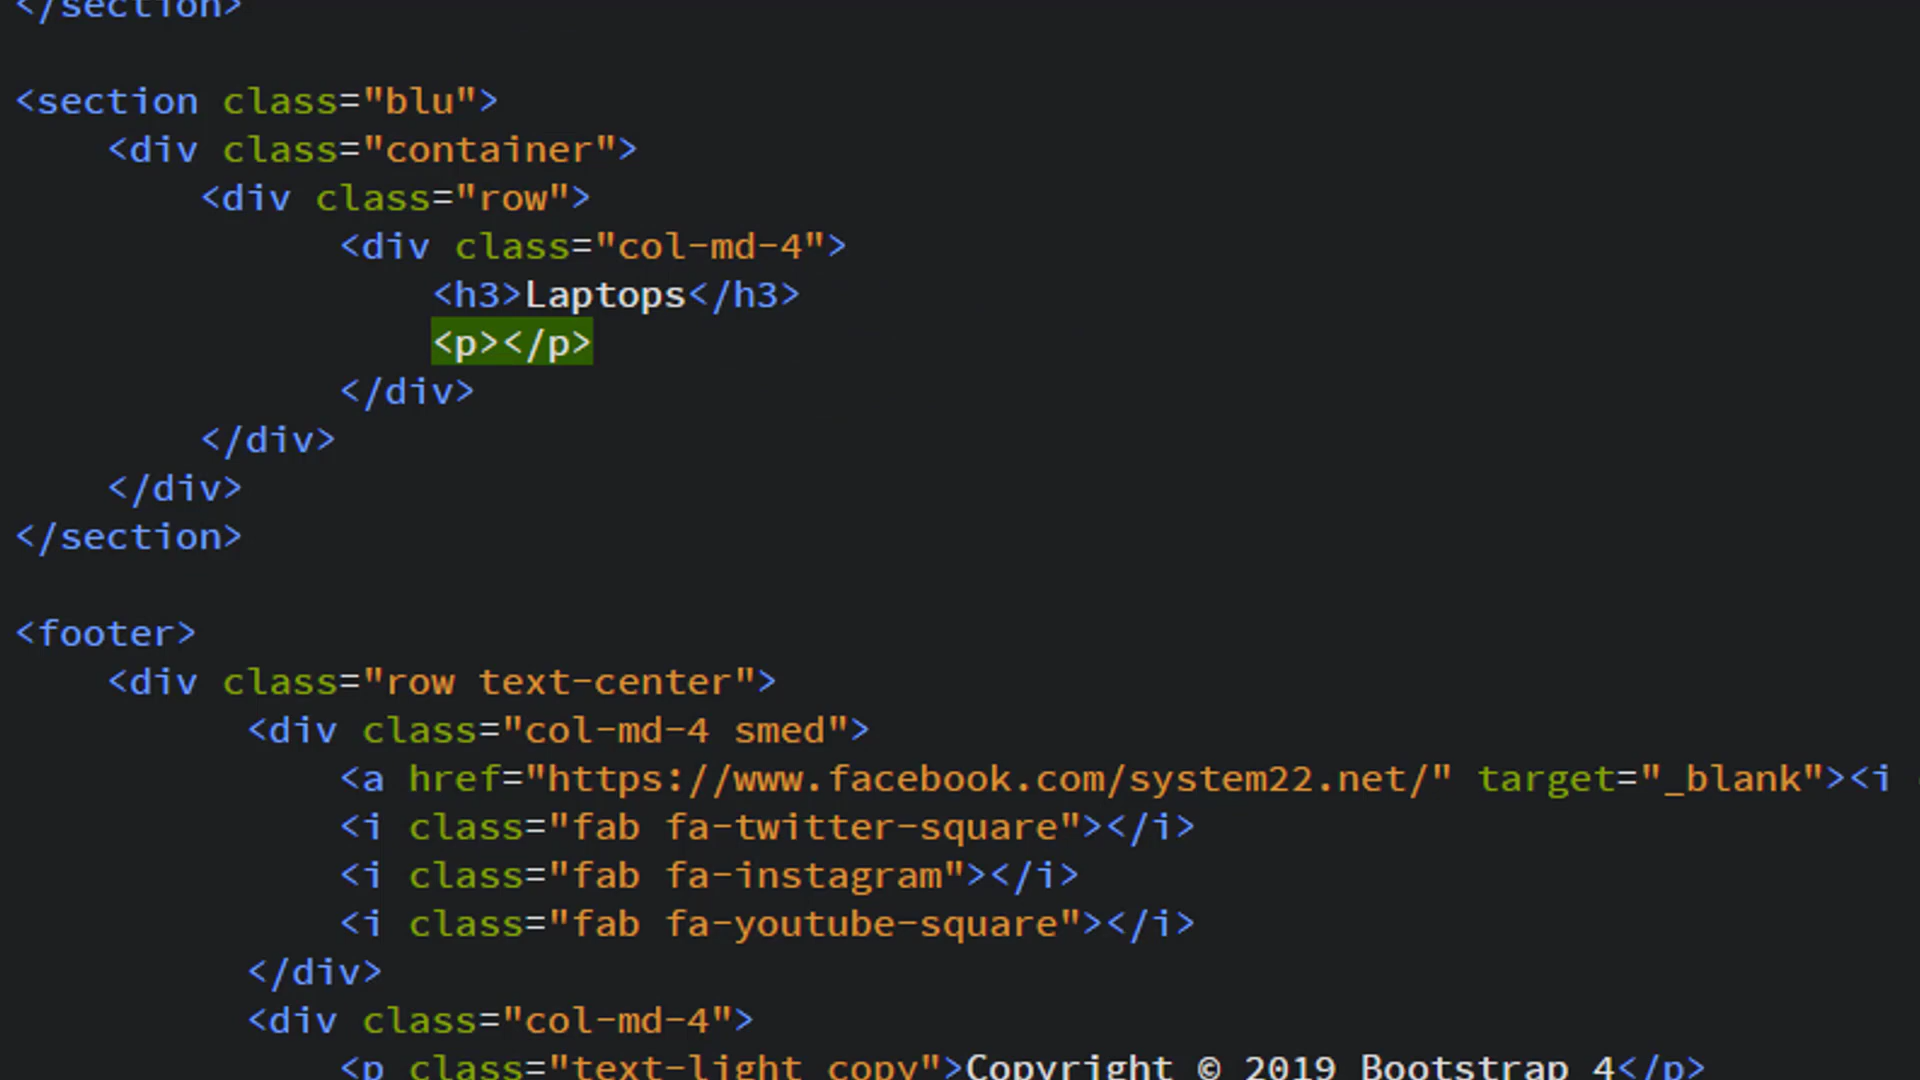 </section>
<section class="blu">
<div class="container">
<div class="row">
<div class="col-md-4">
<h3>Laptops</h3>
<p></p>
</div>
</div>
</div>
</section>
<footer>
<div class="row text-center">
<div class="col-md-4 smed">
<a href="https://www.facebook.com/system22.net/" target="_blank"><i
<i class="fab fa-twitter-square"></i>
<i class="fab fa-instagram"></i>
<i class="fab fa-youtube-square"></i>
</div>
<div class="col-md-4">
<p class="text-light copy">Copyright © 2019 Bootstrap 4</p>